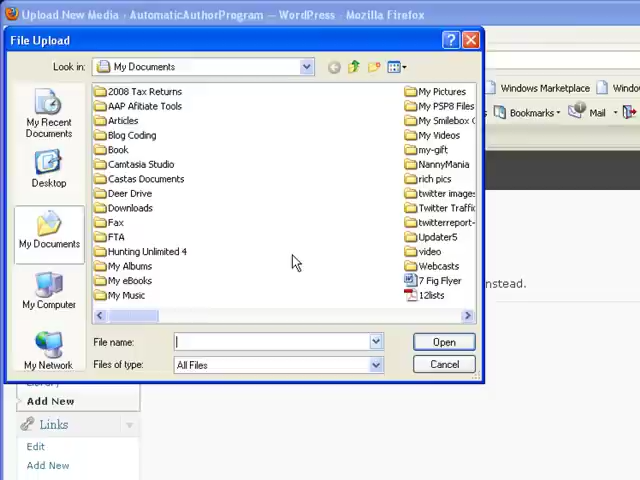 Upload New Media › AutomaticAuthorProgram — WordPress - Mozilla Firefox
File Upload
Look in: My Documents
My Recent Documents
Desktop
My Documents
My Computer
My Network
2008 Tax Returns
AAP Afitiate Tools
Articles
Blog Coding
Book
Camtasia Studio
Castas Documents
Deer Drive
Downloads
Fax
FTA
Hunting Unlimited 4
My Albums
My eBooks
My Music
My Pictures
My PSP8 Files
My Smilebox
My Videos
my-gift
NannyMania
rich pics
twitter images
Twitter Traffic
twitterreport-
Updater5
video
Webcasts
7 Fig Flyer
12lists
File name:
Open
Files of type: All Files
Cancel
Windows Marketplace
Bookmarks
Mail
nstead.
Add New
Links
Edit
Add New